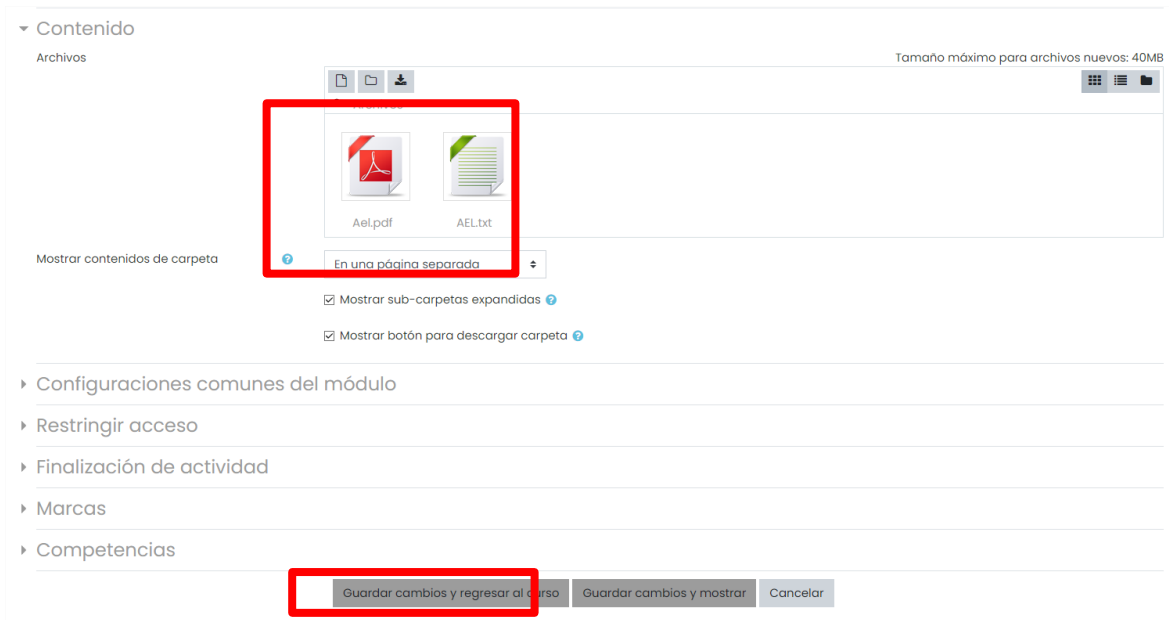 Contenido
Archivos
Tamaño máximo para archivos nuevos: 40MB
Archivos
Ael.pdf
AEL.txt
Mostrar contenidos de carpeta
En una página separada
Mostrar sub-carpetas expandidas
Mostrar botón para descargar carpeta
Configuraciones comunes del módulo
Restringir acceso
Finalización de actividad
Marcas
Competencias
Guardar cambios y regresar al curso
Guardar cambios y mostrar
Cancelar